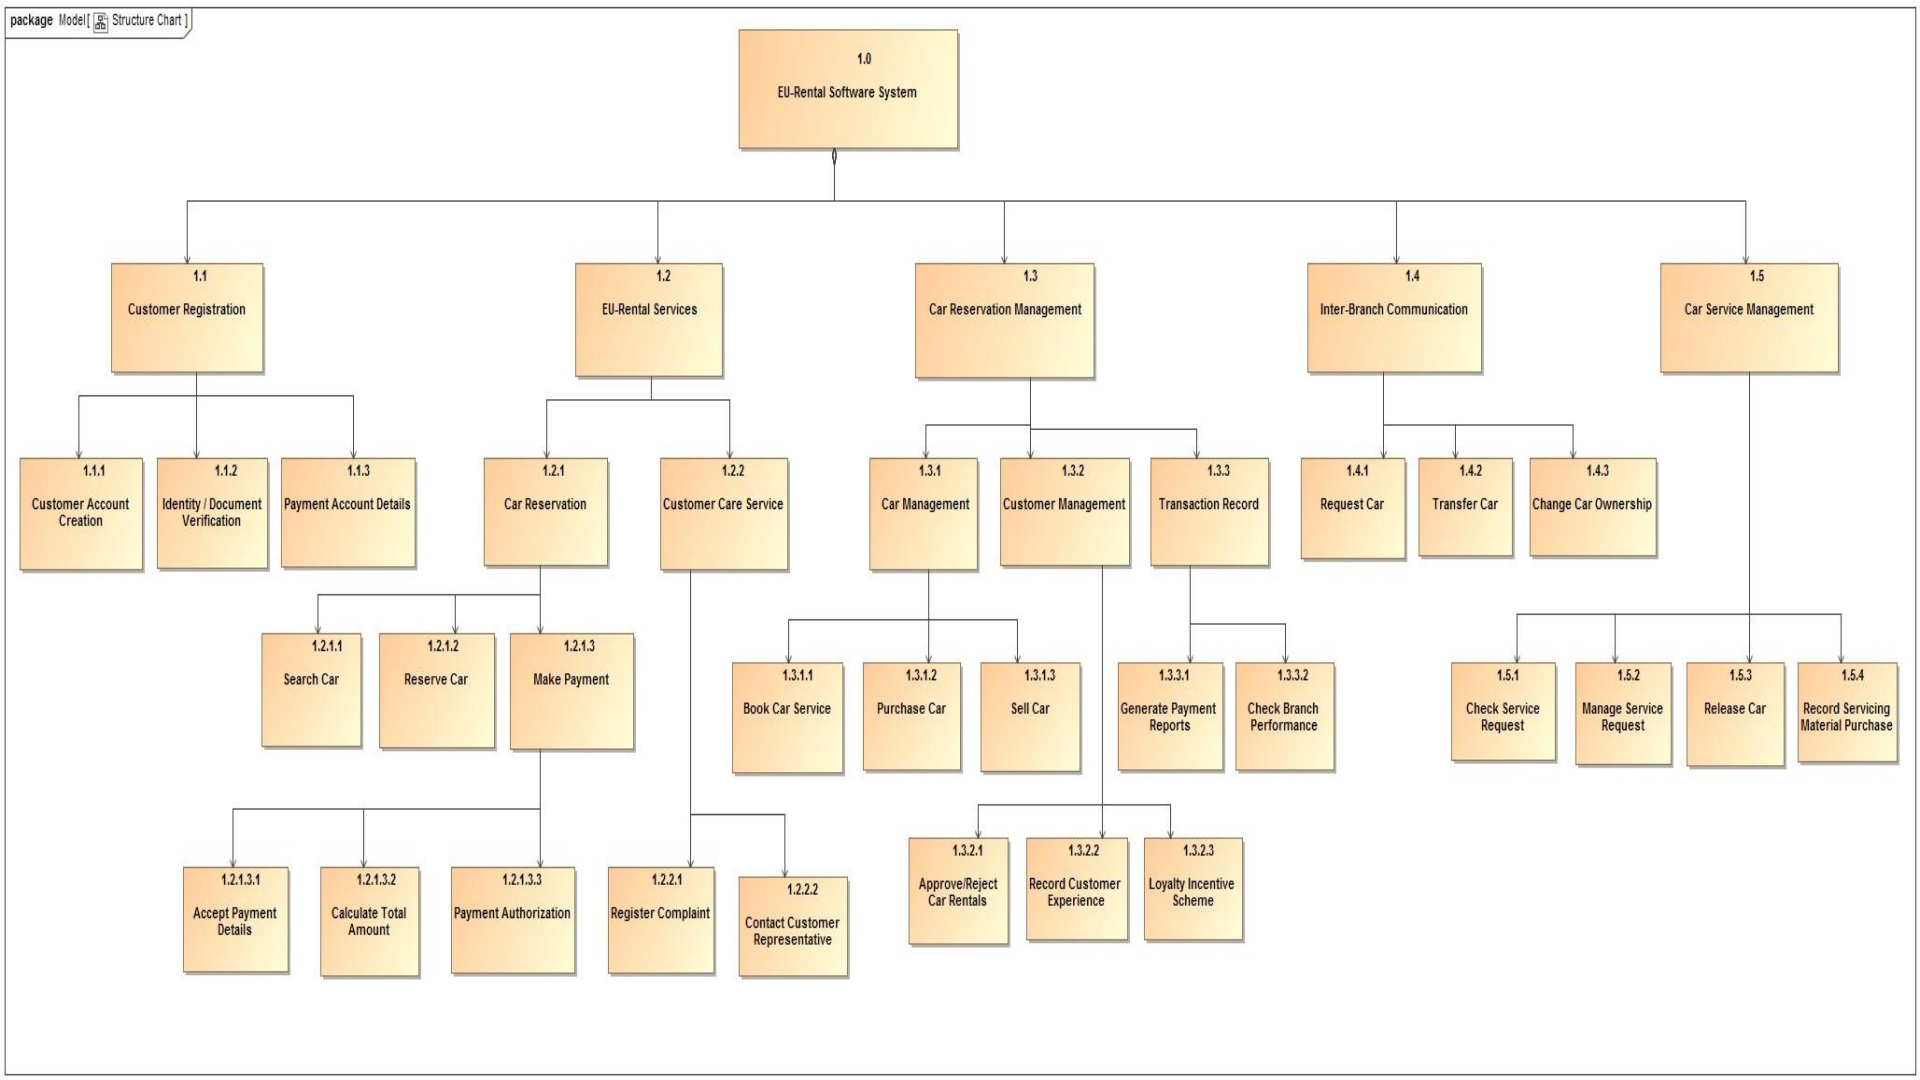 package Model[ Structure Chart ]
1.0
EU-Rental Software System
1.1
Customer Registration
1.2
EU-Rental Services
1.3
Car Reservation Management
1.4
Inter-Branch Communication
1.5
Car Service Management
1.1.1
Customer Account
Creation
1.1.2
Identity / Document
Verification
1.1.3
Payment Account Details
1.2.1
Car Reservation
1.2.2
Customer Care Service
1.3.1
Car Management
1.3.2
Customer Management
1.3.3
Transaction Record
1.4.1
Request Car
1.4.2
Transfer Car
1.4.3
Change Car Ownership
1.2.1.1
Search Car
1.2.1.2
Reserve Car
1.2.1.3
Make Payment
1.3.1.1
Book Car Service
1.3.1.2
Purchase Car
1.3.1.3
Sell Car
1.3.3.1
Generate Payment
Reports
1.3.3.2
Check Branch
Performance
1.5.1
Check Service
Request
1.5.2
Manage Service
Request
1.5.3
Release Car
1.5.4
Record Servicing
Material Purchase
1.3.2.1
Approve/Reject
Car Rentals
1.3.2.2
Record Customer
Experience
1.3.2.3
Loyalty Incentive
Scheme
1.2.1.3.1
Accept Payment
Details
1.2.1.3.2
Calculate Total
Amount
1.2.1.3.3
Payment Authorization
1.2.2.1
Register Complaint
1.2.2.2
Contact Customer
Representative